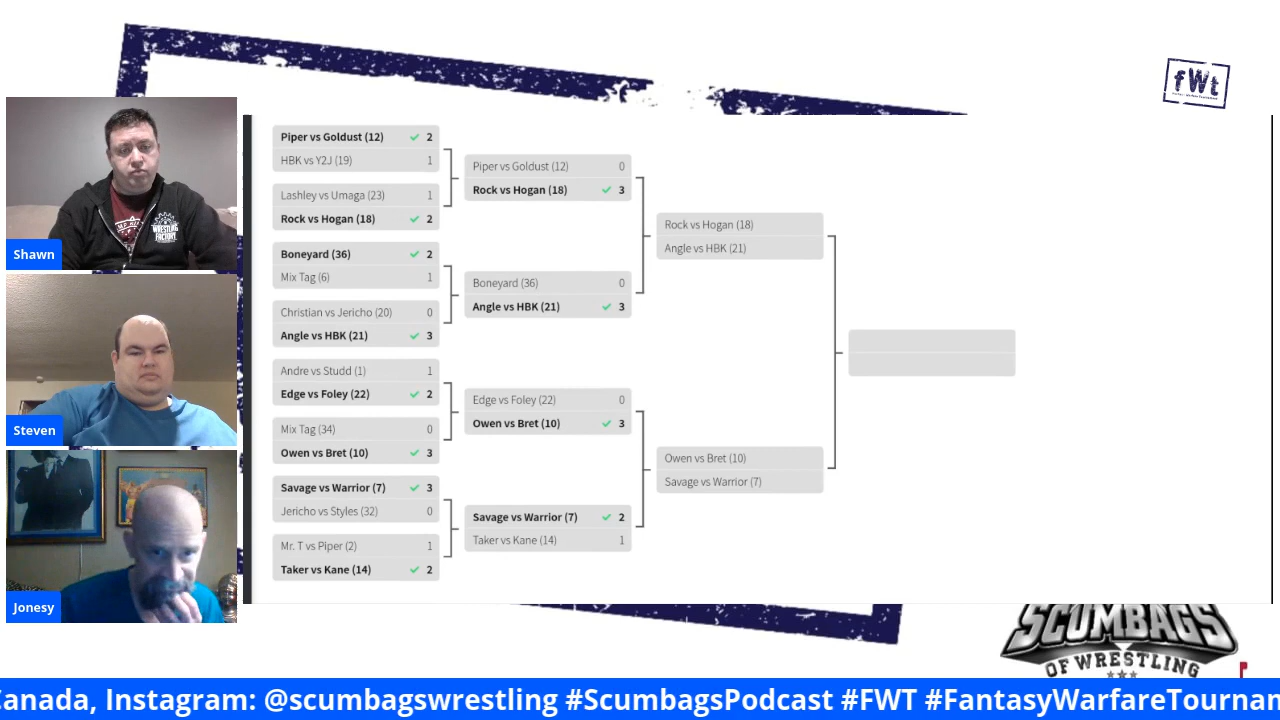 fWt
Shawn
Steven
Jonesy
Piper vs Goldust (12) 2
HBK vs Y2J (19) 1
Lashley vs Umaga (23) 1
Rock vs Hogan (18) 2
Boneyard (36) 2
Mix Tag (6) 1
Christian vs Jericho (20) 0
Angle vs HBK (21) 3
Andre vs Studd (1) 1
Edge vs Foley (22) 2
Mix Tag (34) 0
Owen vs Bret (10) 3
Savage vs Warrior (7) 3
Jericho vs Styles (32) 0
Mr. T vs Piper (2) 1
Taker vs Kane (14) 2
Piper vs Goldust (12) 0
Rock vs Hogan (18) 3
Boneyard (36) 0
Angle vs HBK (21) 3
Edge vs Foley (22) 0
Owen vs Bret (10) 3
Savage vs Warrior (7) 2
Taker vs Kane (14) 1
Rock vs Hogan (18)
Angle vs HBK (21)
Owen vs Bret (10)
Savage vs Warrior (7)
SCUMBAGS
OF WRESTLING
Canada, Instagram: @scumbagswrestling #ScumbagsPodcast #FWT #FantasyWarfareTournam